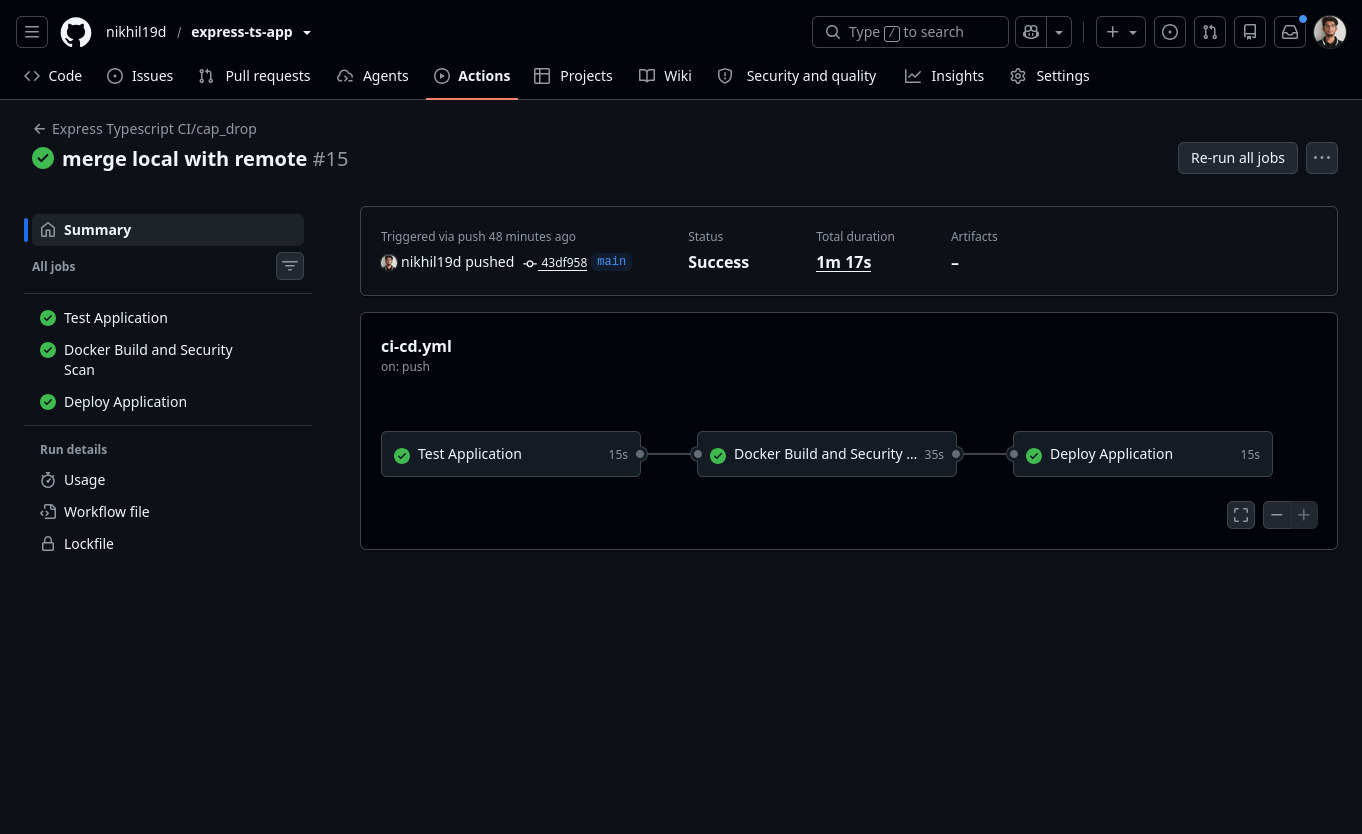 nikhil19d / express-ts-app
Type / to search
Code
Issues
Pull requests
Agents
Actions
Projects
Wiki
Security and quality
Insights
Settings
Express Typescript CI/cap_drop
merge local with remote #15
Re-run all jobs
Summary
All jobs
Test Application
Docker Build and Security
Scan
Deploy Application
Run details
Usage
Workflow file
Lockfile
Triggered via push 48 minutes ago
nikhil19d pushed 43df958 main
Status
Success
Total duration
1m 17s
Artifacts
–
ci-cd.yml
on: push
Test Application 15s
Docker Build and Security ... 35s
Deploy Application 15s